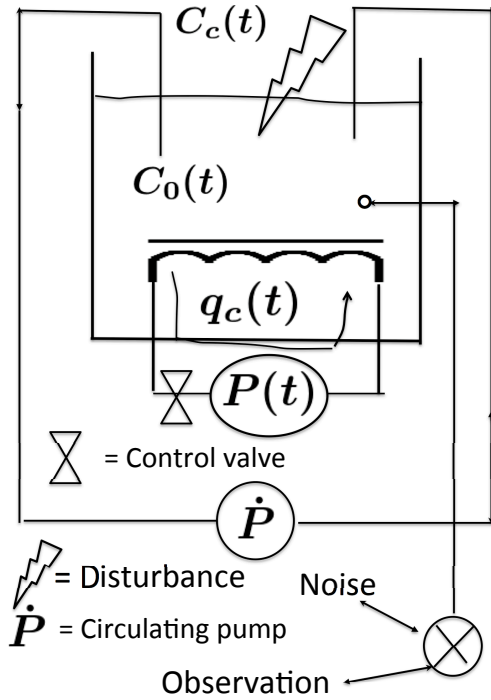 C_c(t)
C_0(t)
q_c(t)
P(t)
= Control valve
Ṗ
= Disturbance
Noise
Ṗ = Circulating pump
Observation